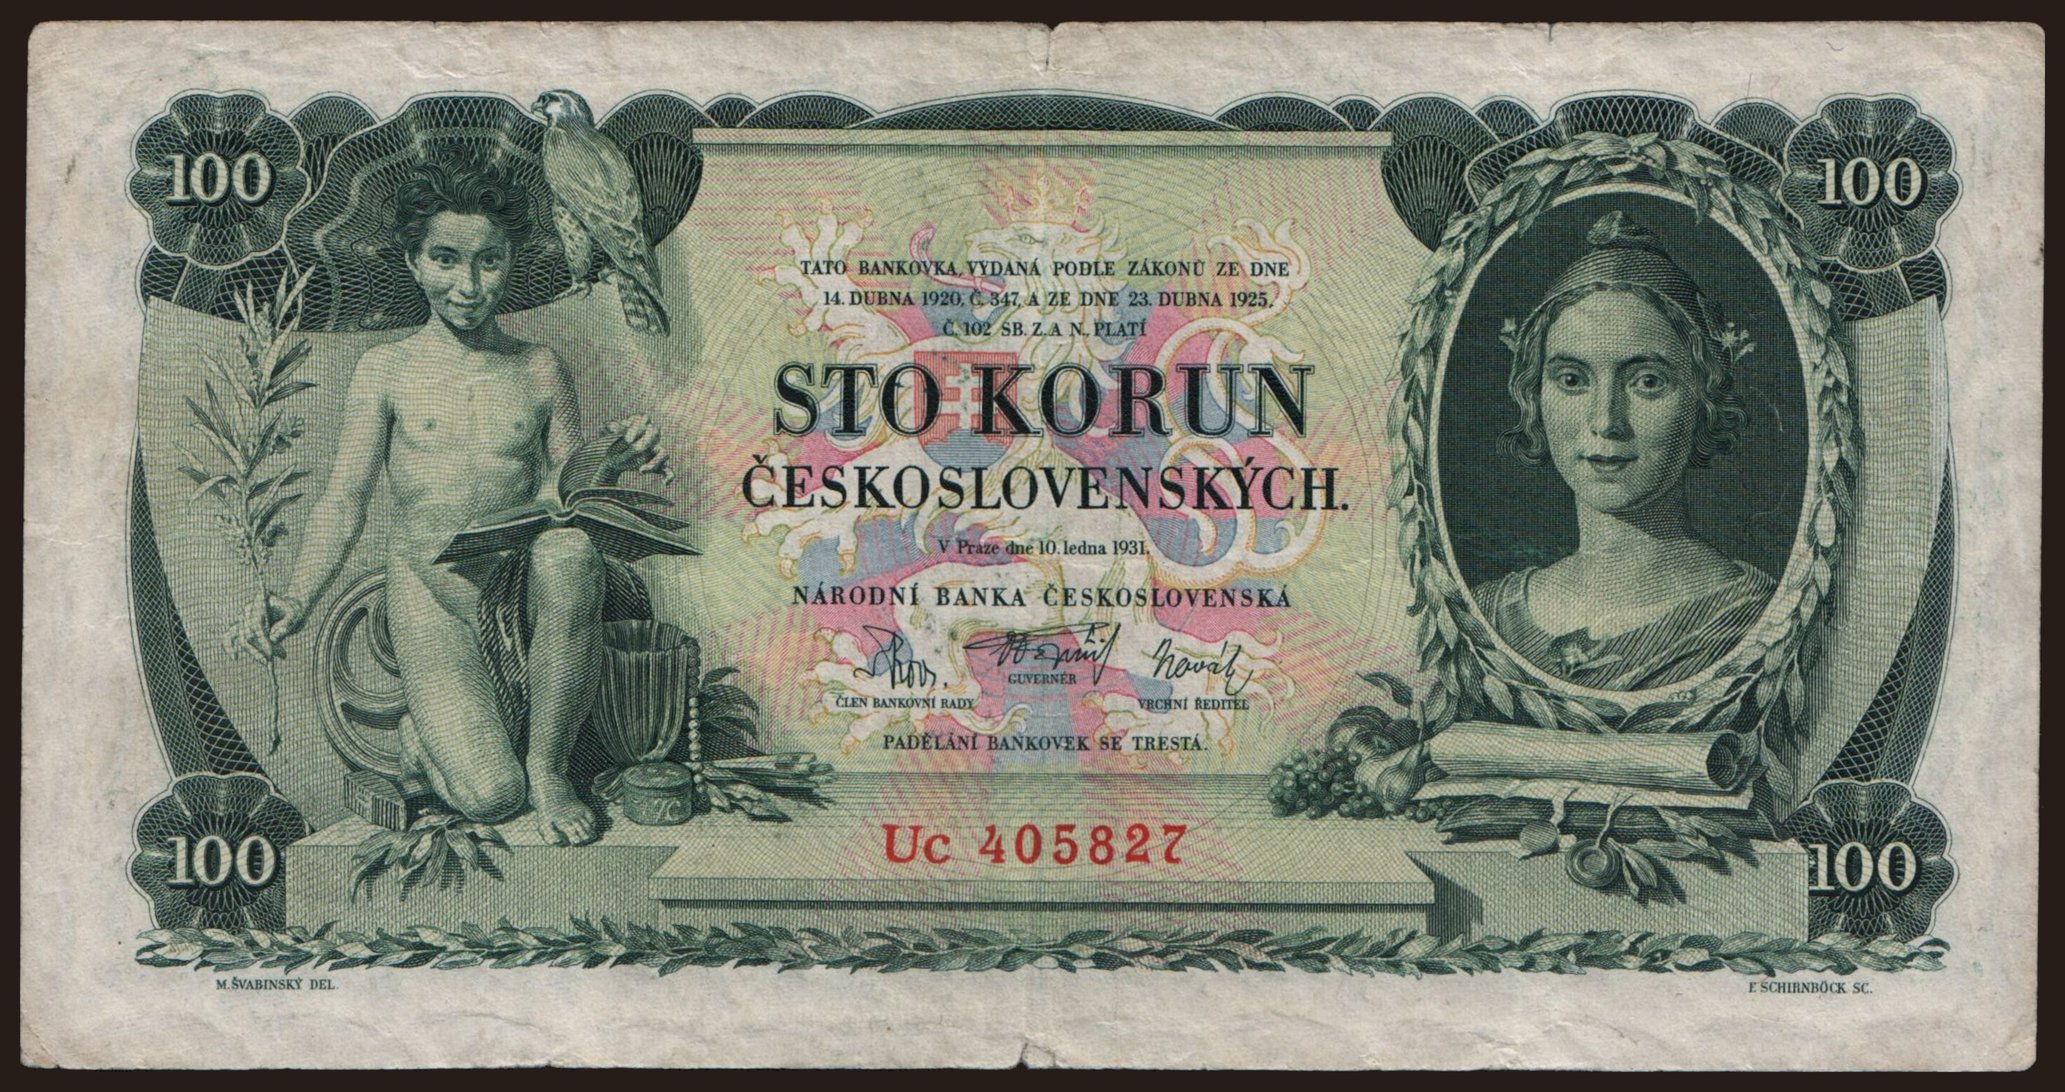 100
100
TATO BANKOVKA, VYDANÁ PODLE ZÁKONŮ ZE DNE
14. DUBNA 1920, Č. 347, A ZE DNE 23. DUBNA 1925,
Č. 102 SB. Z. A N., PLATÍ
STO KORUN
ČESKOSLOVENSKÝCH.
V Praze dne 10. ledna 1931.
NÁRODNÍ BANKA ČESKOSLOVENSKÁ
Novák
GUVERNÉR
ČLEN BANKOVNÍ RADY
VRCHNÍ ŘEDITEL
PADĚLÁNÍ BANKOVEK SE TRESTÁ.
Uc 405827
100
100
M. ŠVABINSKÝ DEL.
F. SCHIRNBÖCK SC.